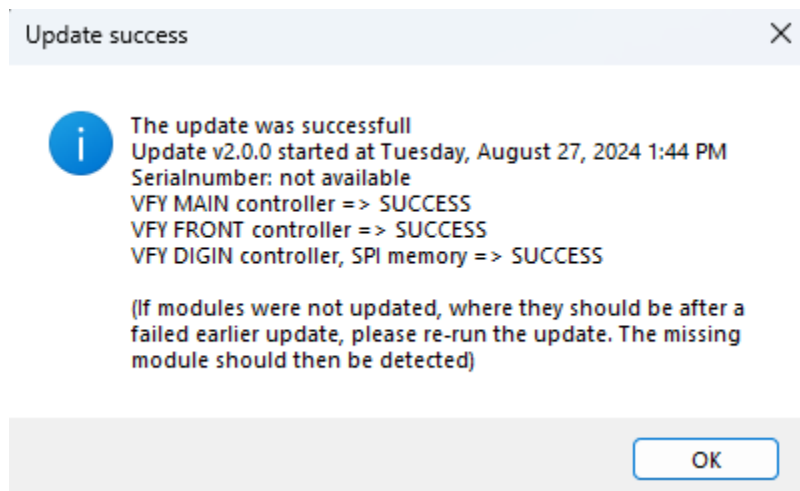 Update success
The update was successfull
Update v2.0.0 started at Tuesday, August 27, 2024 1:44 PM
Serialnumber: not available
VFY MAIN controller => SUCCESS
VFY FRONT controller => SUCCESS
VFY DIGIN controller, SPI memory => SUCCESS
(If modules were not updated, where they should be after a
failed earlier update, please re-run the update. The missing
module should then be detected)
OK